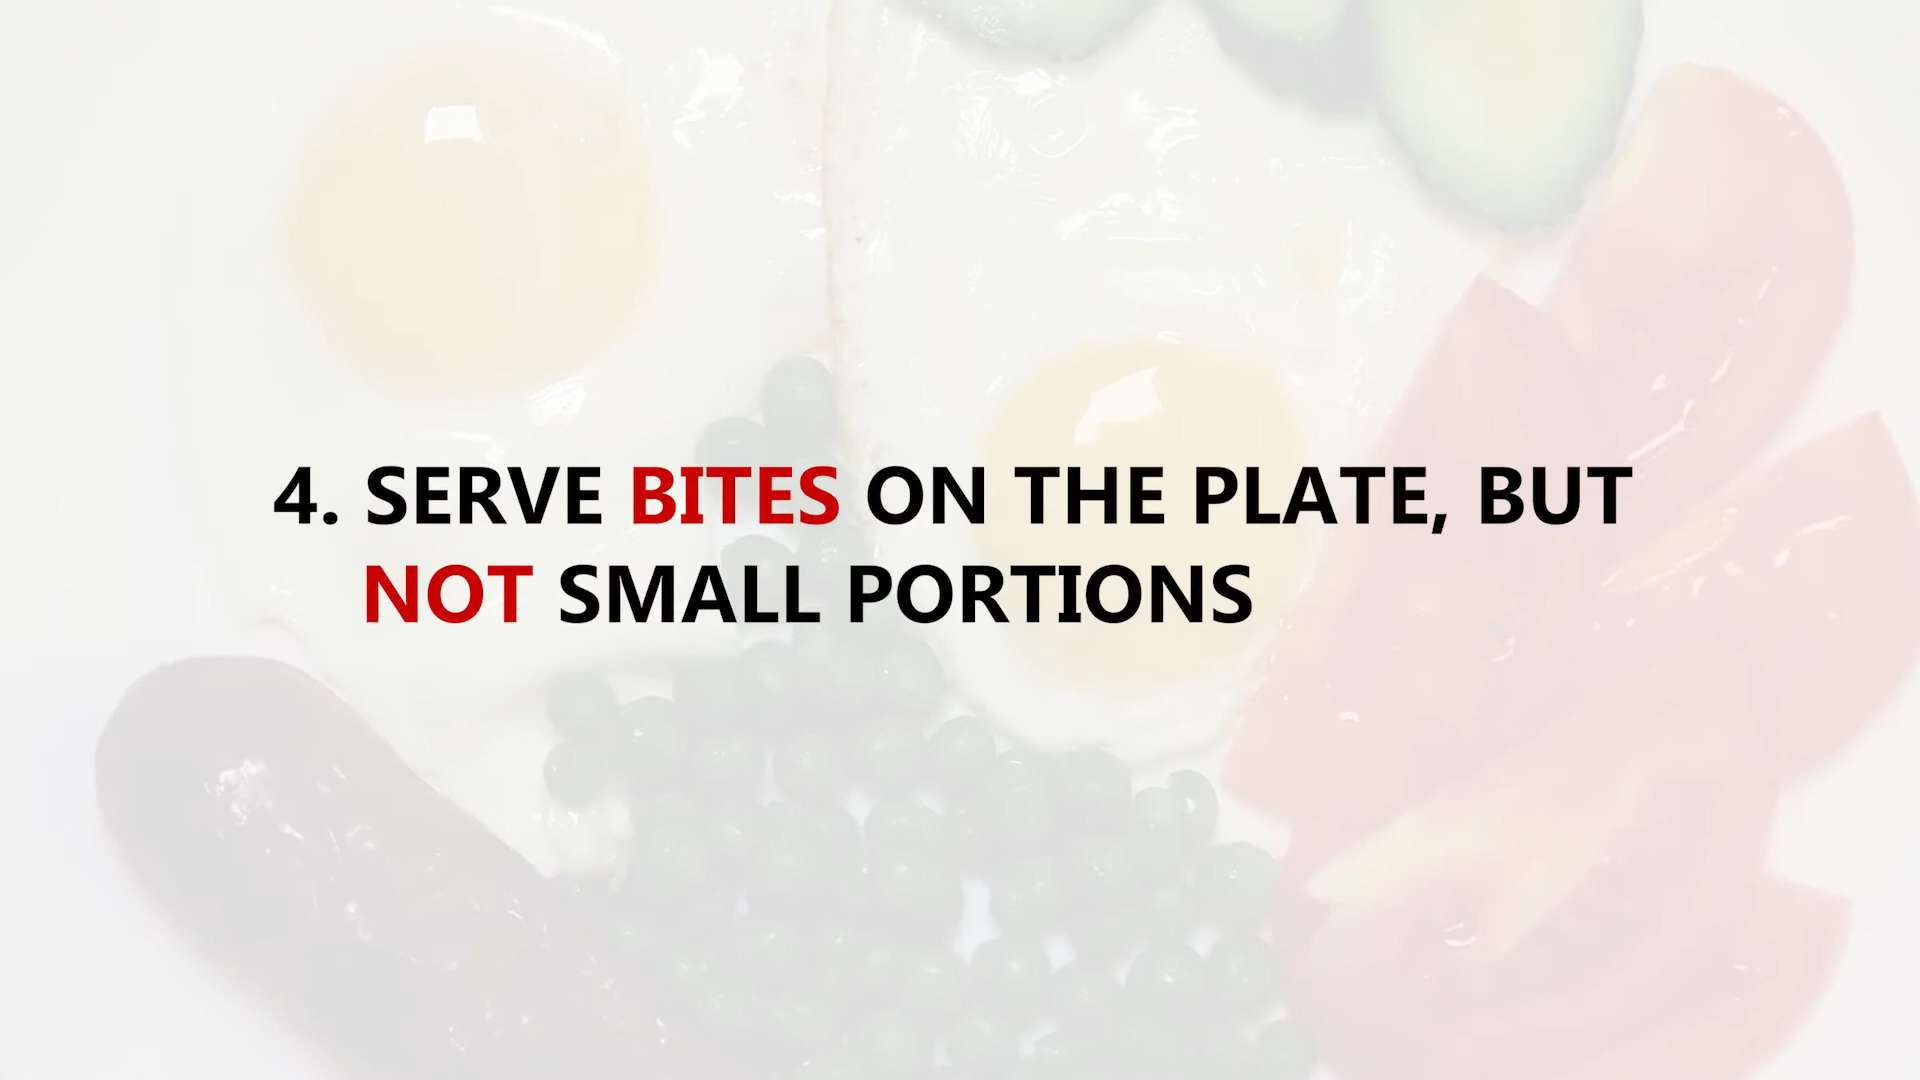 4. SERVE BITES ON THE PLATE, BUT
NOT SMALL PORTIONS